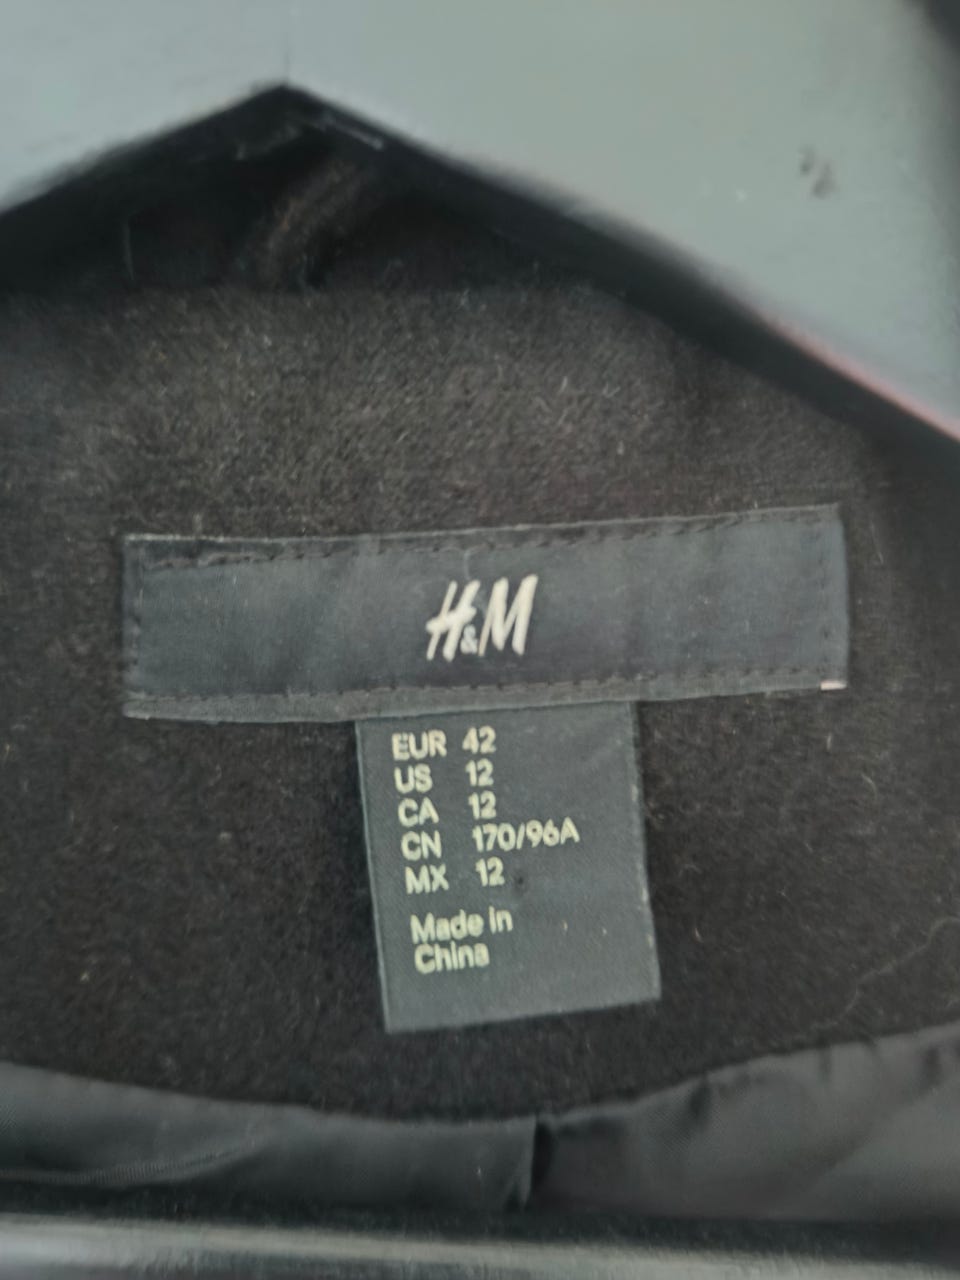 H&M
EUR 42
US 12
CA 12
CN 170/96A
MX 12
Made in
China